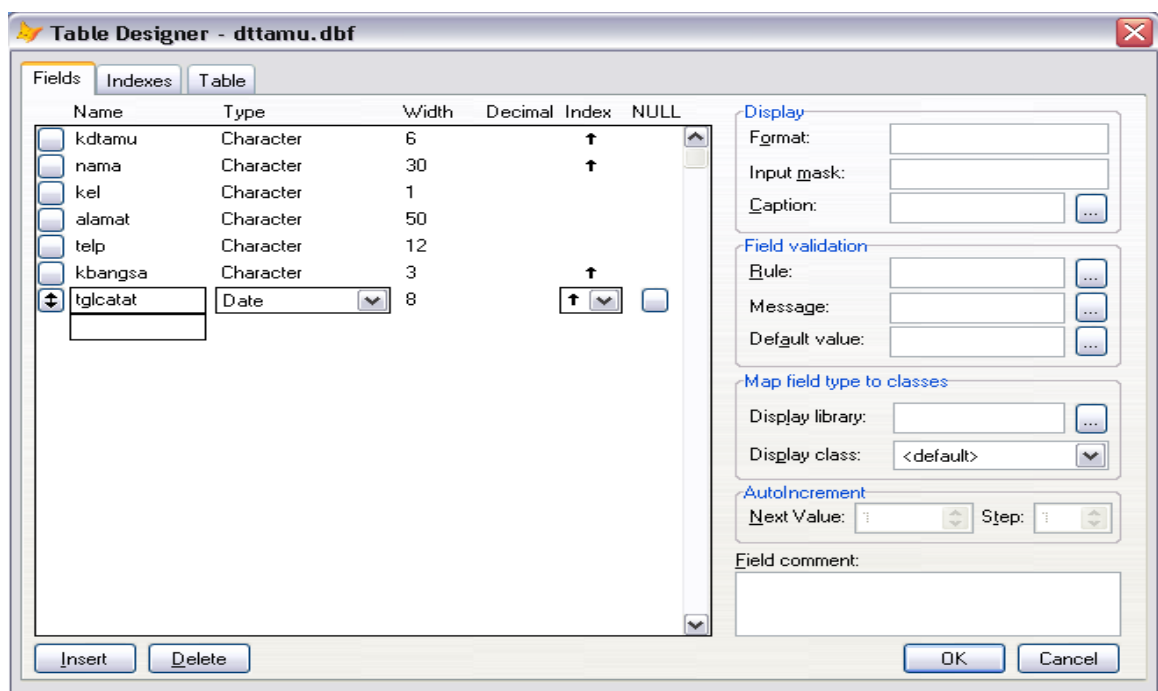 Table Designer - dttamu.dbf
Fields Indexes Table
Name Type Width Decimal Index NULL
kdtamu Character 6 ↑
nama Character 30 ↑
kel Character 1
alamat Character 50
telp Character 12
kbangsa Character 3 ↑
tglcatat Date 8 ↑
Display
Format:
Input mask:
Caption: ...
Field validation
Rule: ...
Message: ...
Default value: ...
Map field type to classes
Display library: ...
Display class: <default>
AutoIncrement
Next Value: 1 Step: 1
Field comment:
Insert Delete OK Cancel